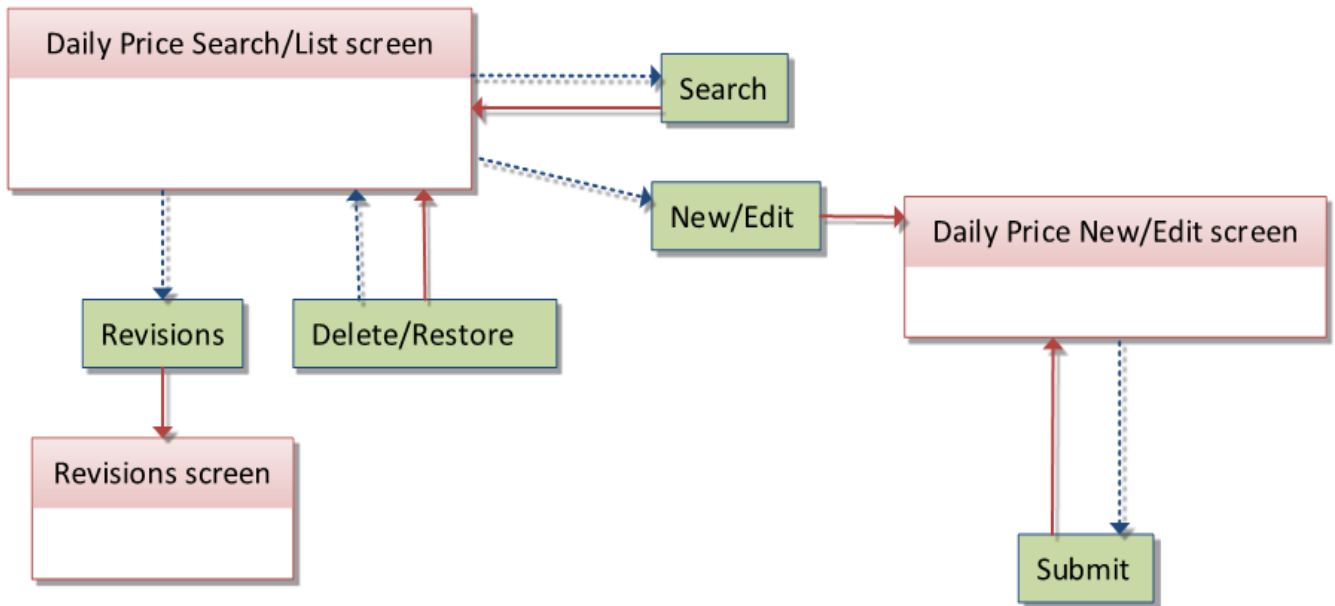 Daily Price Search/List screen
Search
New/Edit
Daily Price New/Edit screen
Revisions
Delete/Restore
Revisions screen
Submit